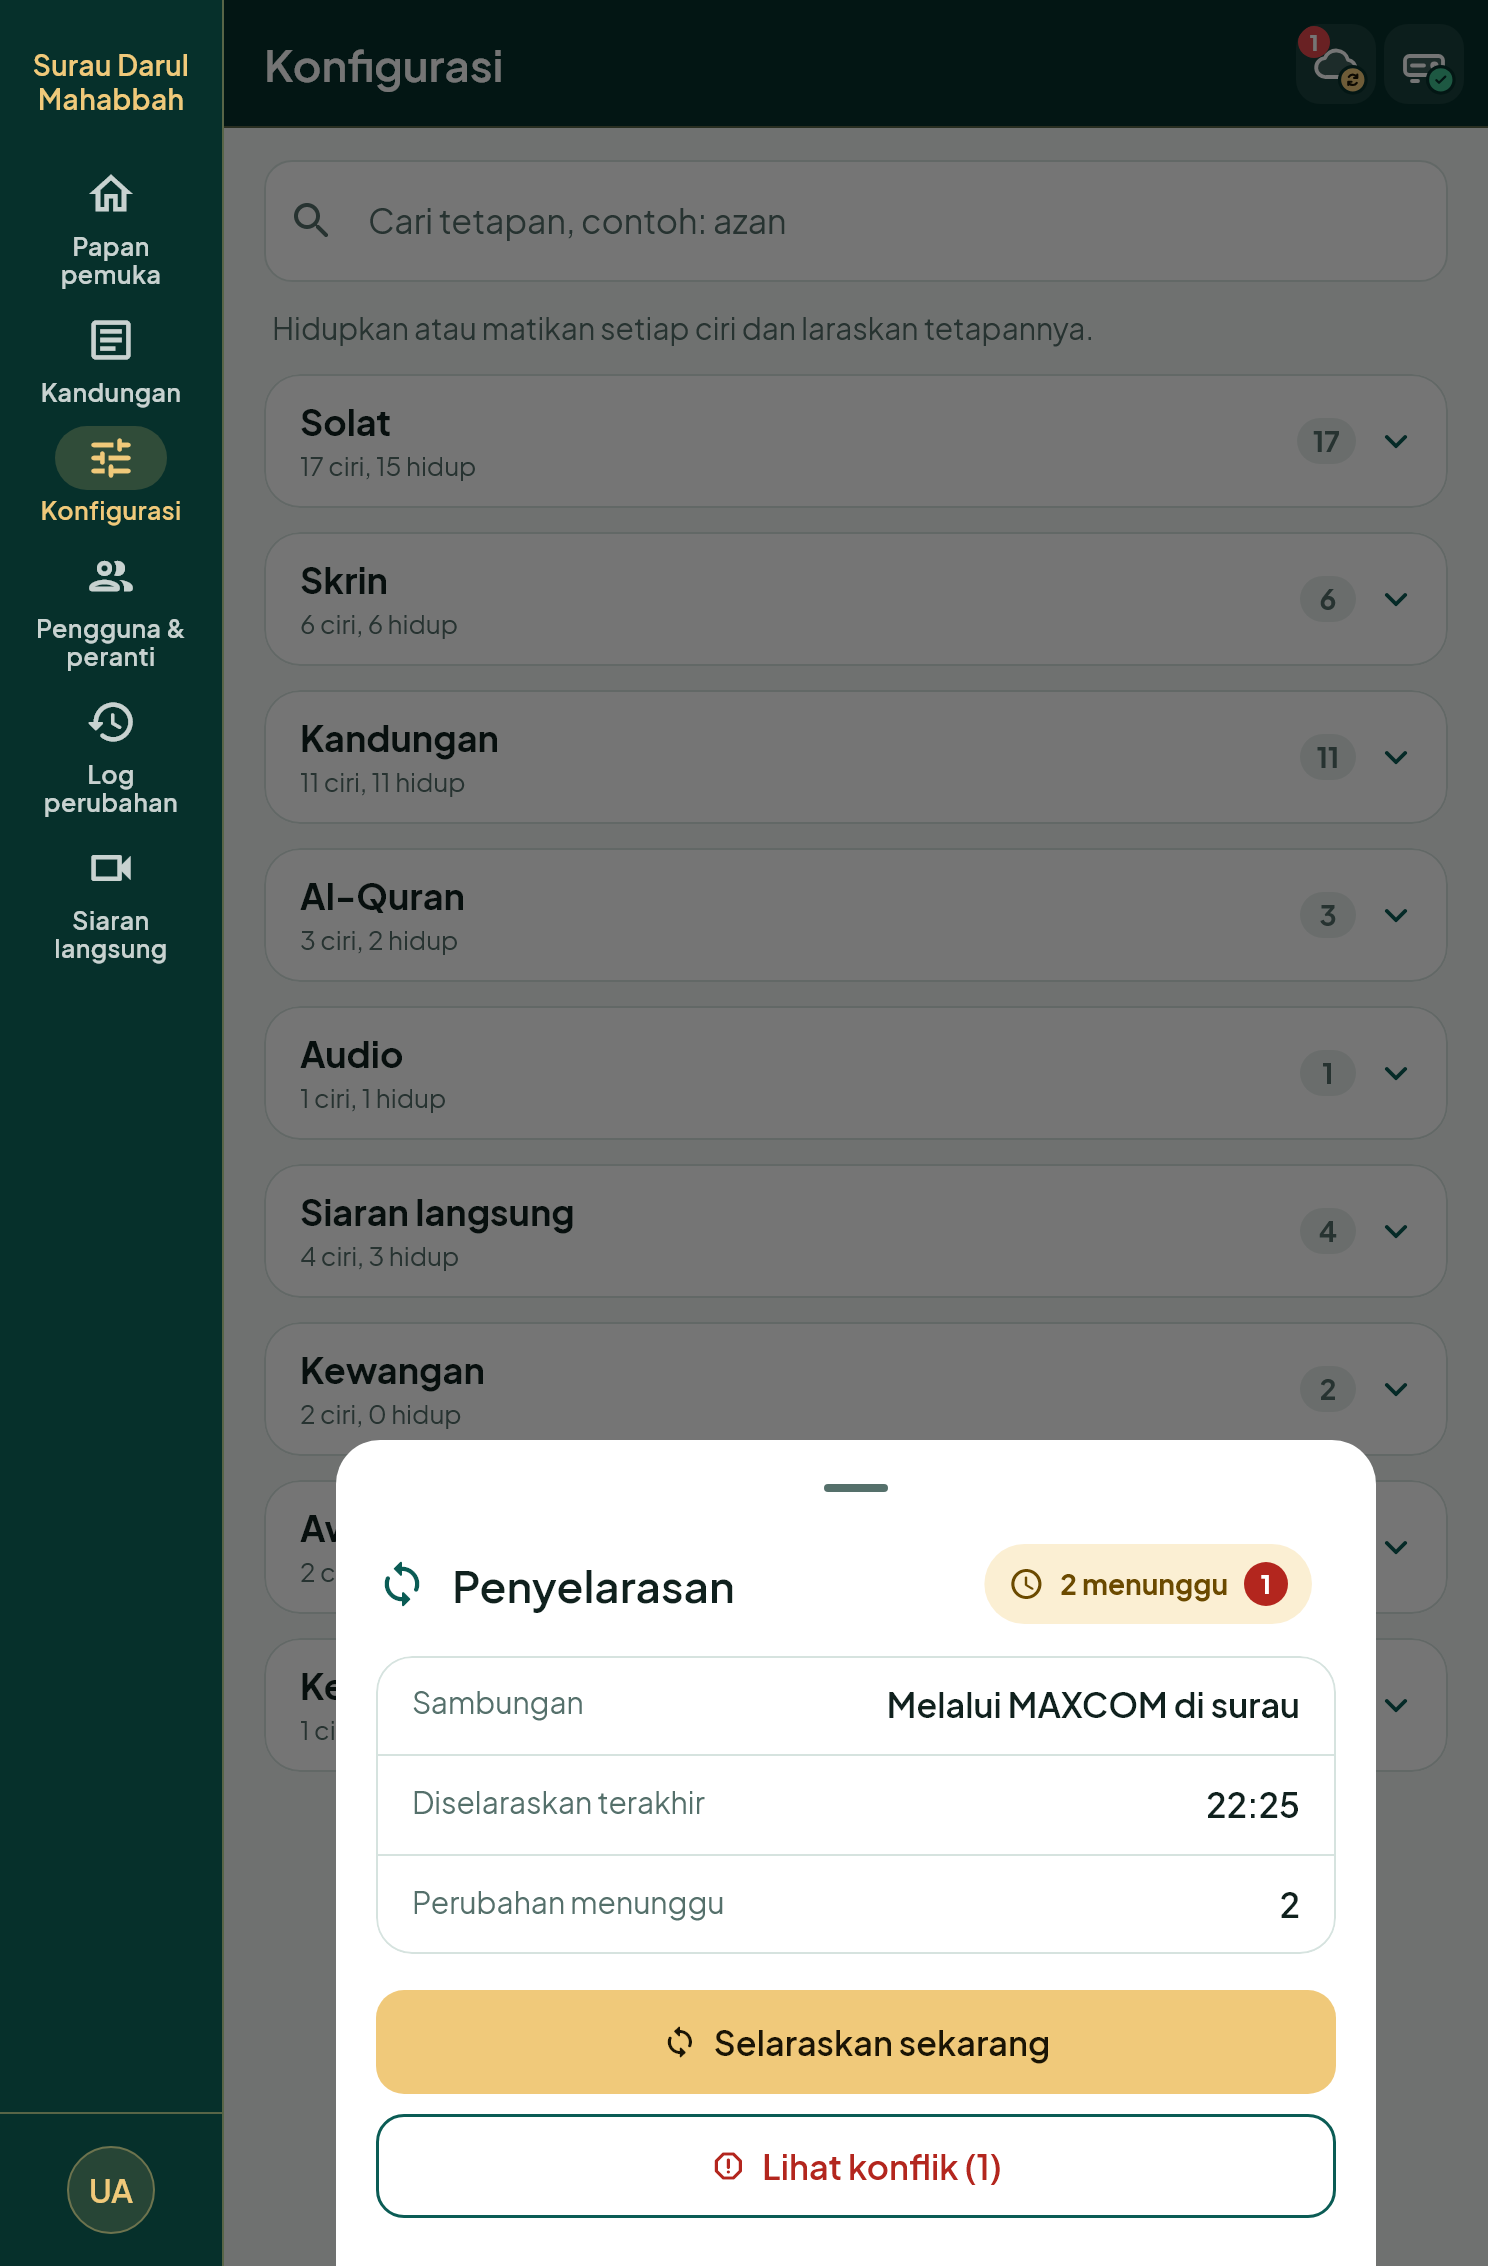 Surau Darul
Mahabbah
Papan
pemuka
Kandungan
Konfigurasi
Pengguna &
peranti
Log
perubahan
Siaran
langsung
UA
Konfigurasi
1
Cari tetapan, contoh: azan
Hidupkan atau matikan setiap ciri dan laraskan tetapannya.
Solat
17 ciri, 15 hidup
17
Skrin
6 ciri, 6 hidup
6
Kandungan
11 ciri, 11 hidup
11
Al-Quran
3 ciri, 2 hidup
3
Audio
1 ciri, 1 hidup
1
Siaran langsung
4 ciri, 3 hidup
4
Kewangan
2 ciri, 0 hidup
2
Penyelarasan
2 menunggu 1
Sambungan Melalui MAXCOM di surau
Diselaraskan terakhir 22:25
Perubahan menunggu 2
Selaraskan sekarang
Lihat konflik (1)